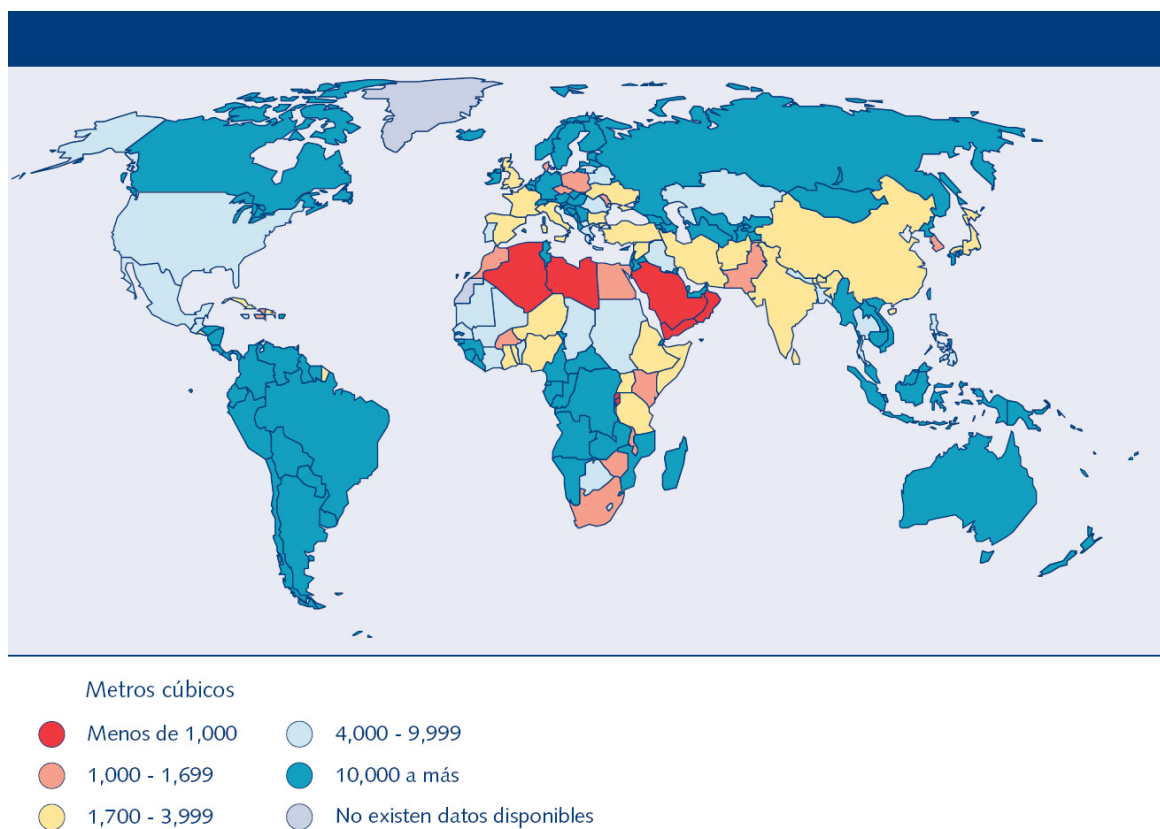 Metros cúbicos
Menos de 1,000
4,000 - 9,999
1,000 - 1,699
10,000 a más
1,700 - 3,999
No existen datos disponibles